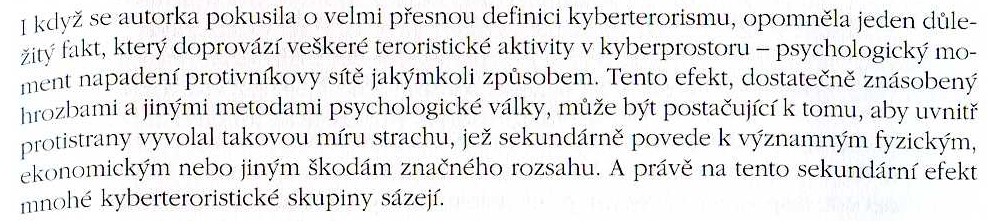 I když se autorka pokusila o velmi přesnou definici kyberterorismu, opomněla jeden důle-
žitý fakt, který doprovází veškeré teroristické aktivity v kyberprostoru – psychologický mo-
ment napadení protivníkovy sítě jakýmkoli způsobem. Tento efekt, dostatečně znásobený
hrozbami a jinými metodami psychologické války, může být postačující k tomu, aby uvnitř
protistrany vyvolal takovou míru strachu, jež sekundárně povede k významným fyzickým,
ekonomickým nebo jiným škodám značného rozsahu. A právě na tento sekundární efekt
mnohé kyberteroristické skupiny sázejí.